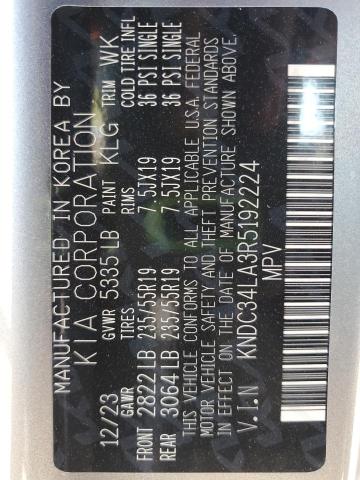 MANUFACTURED IN KOREA BY
KIA CORPORATION
12/23 GVWR 5335 LB PAINT KLG TRIM WK
GAWR TIRES RIMS COLD TIRE INFL
FRONT 2822 LB 235/55R19 7.5JX19 36 PSI SINGLE
REAR 3064 LB 235/55R19 7.5JX19 36 PSI SINGLE
THIS VEHICLE CONFORMS TO ALL APPLICABLE U.S.A. FEDERAL
MOTOR VEHICLE SAFETY AND THEFT PREVENTION STANDARDS
IN EFFECT ON THE DATE OF MANUFACTURE SHOWN ABOVE.
V.I.N KNDC34LA3R5192224
MPV